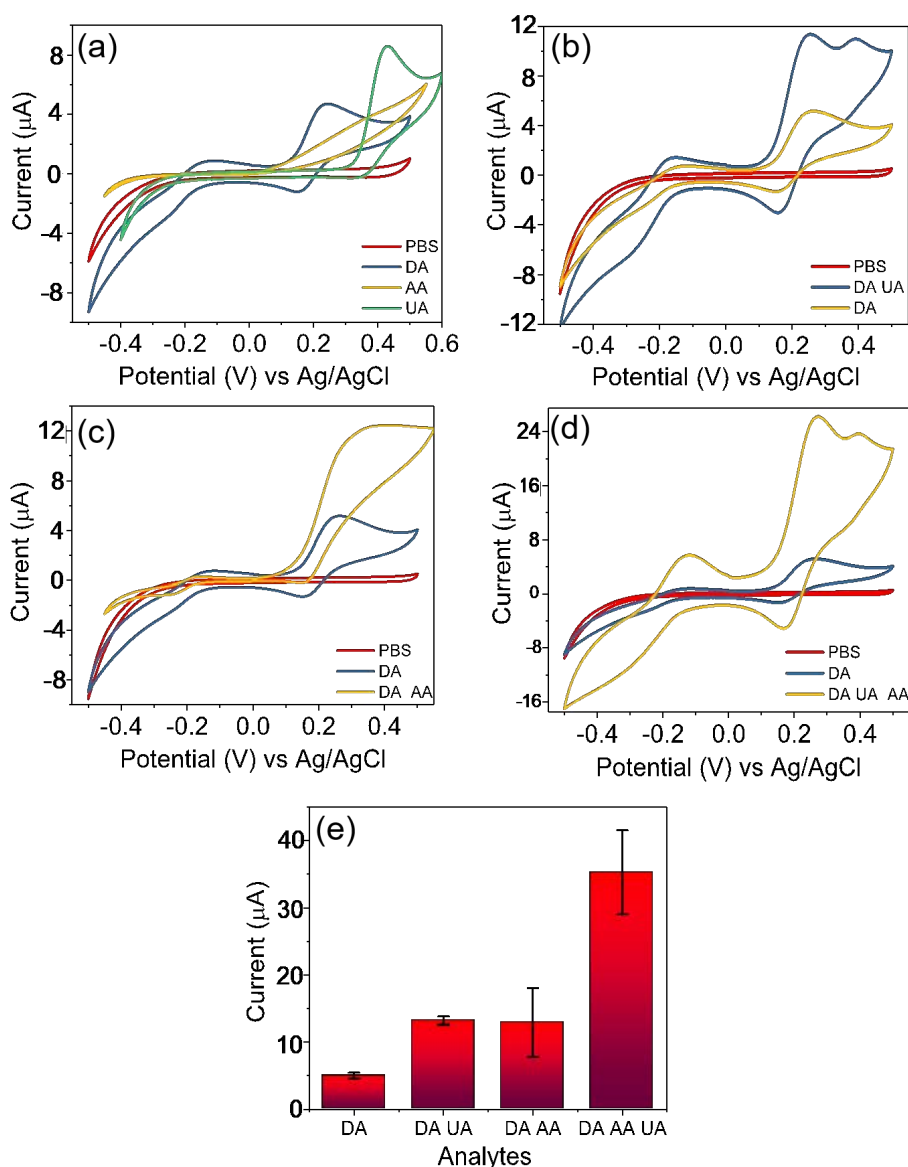 (a)
Current (μA)
8
4
0
-4
-8
PBS
DA
AA
UA
-0.4 -0.2 0.0 0.2 0.4 0.6
Potential (V) vs Ag/AgCl
(b)
Current (μA)
12
8
4
0
-4
-8
-12
PBS
DA UA
DA
-0.4 -0.2 0.0 0.2 0.4
Potential (V) vs Ag/AgCl
(c)
Current (μA)
12
8
4
0
-4
-8
PBS
DA
DA AA
-0.4 -0.2 0.0 0.2 0.4
Potential (V) vs Ag/AgCl
(d)
Current (μA)
24
16
8
0
-8
-16
PBS
DA
DA UA AA
-0.4 -0.2 0.0 0.2 0.4
Potential (V) vs Ag/AgCl
(e)
Current (μA)
40
30
20
10
0
DA DA UA DA AA DA AA UA
Analytes